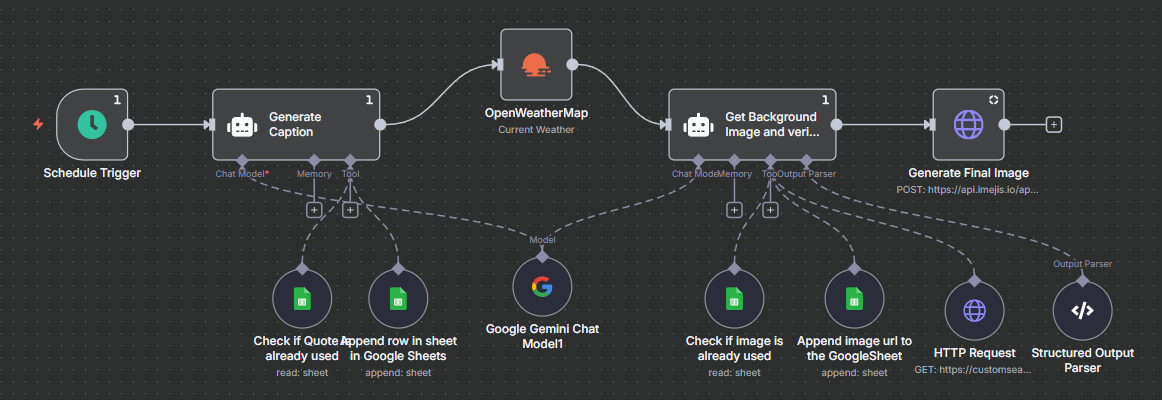 1
Schedule Trigger
1
Generate
Caption
Chat Model*
Memory
Tool
OpenWeatherMap
Current Weather
1
Get Background
Image and veri...
Chat Mode
Memory
Too
Output Parser
Generate Final Image
POST: https://api.imejis.io/ap...
Model
Output Parser
Check if Quote
already used
read: sheet
Append row in sheet
in Google Sheets
append: sheet
Google Gemini Chat
Model1
Check if image is
already used
read: sheet
Append image url to
the GoogleSheet
append: sheet
HTTP Request
GET: https://customsea...
Structured Output
Parser